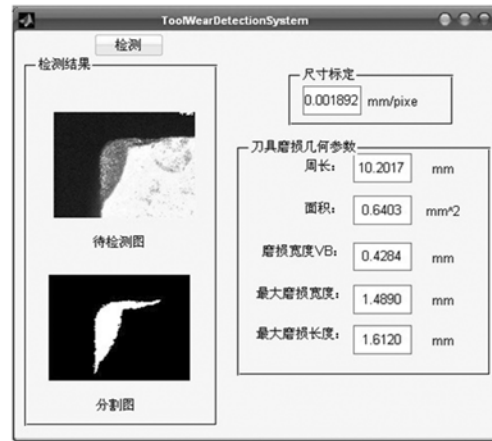 ToolWearDetectionSystem
检测
检测结果
待检测图
分割图
尺寸标定
0.001892 mm/pixe
刀具磨损几何参数
周长: 10.2017 mm
面积: 0.6403 mm^2
磨损宽度VB: 0.4284 mm
最大磨损宽度: 1.4890 mm
最大磨损长度: 1.6120 mm